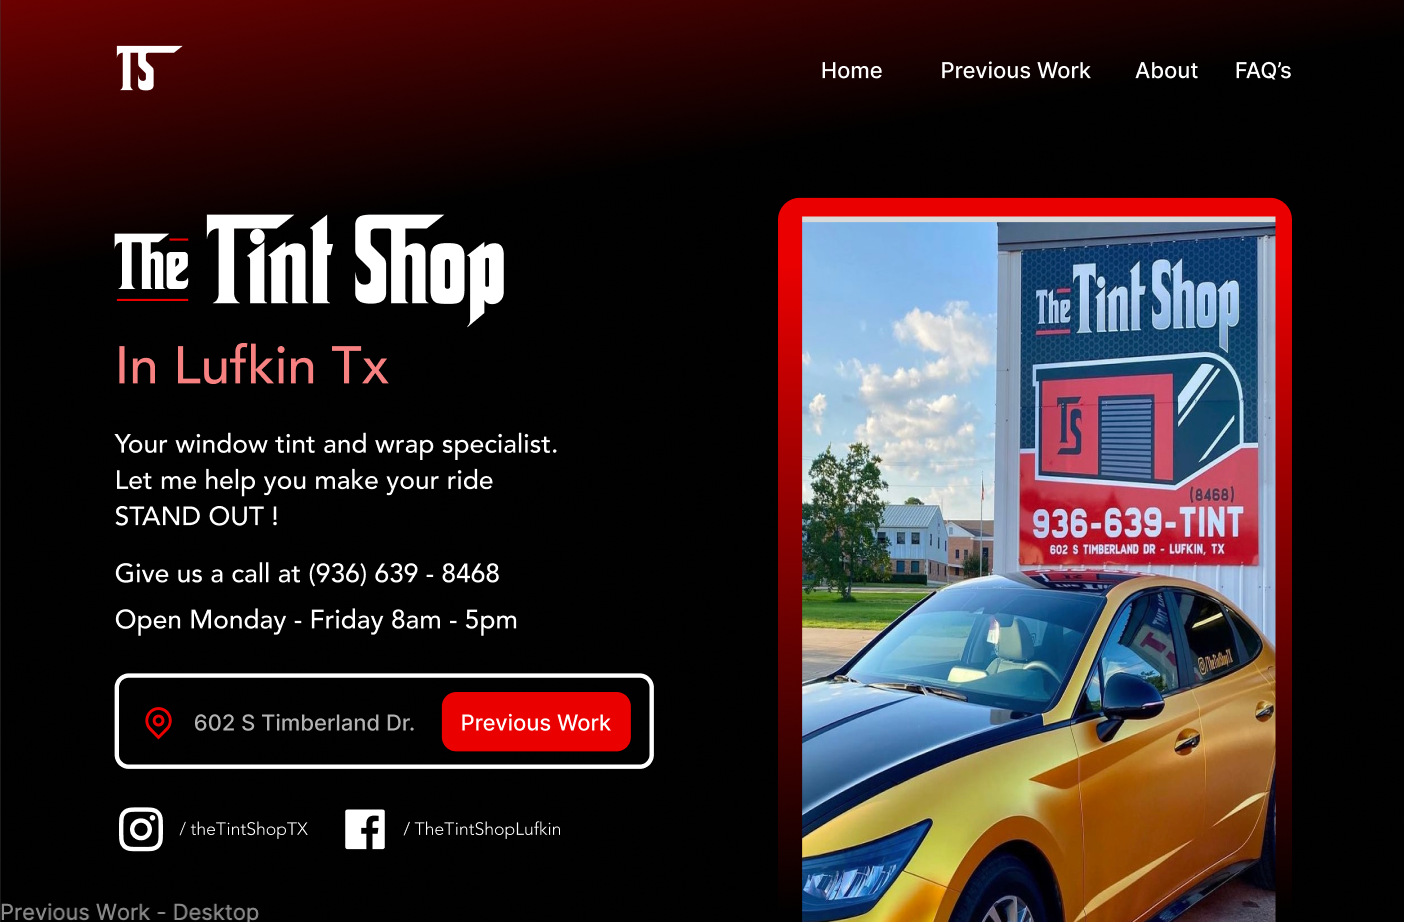 TS
Home Previous Work About FAQ’s
The Tint Shop
In Lufkin Tx
Your window tint and wrap specialist.
Let me help you make your ride
STAND OUT !
Give us a call at (936) 639 - 8468
Open Monday - Friday 8am - 5pm
602 S Timberland Dr. Previous Work
/ theTintShopTX / TheTintShopLufkin
The Tint Shop
TS
(8468)
936-639-TINT
602 S TIMBERLAND DR - LUFKIN, TX
@TheTintShopTX
Previous Work - Desktop